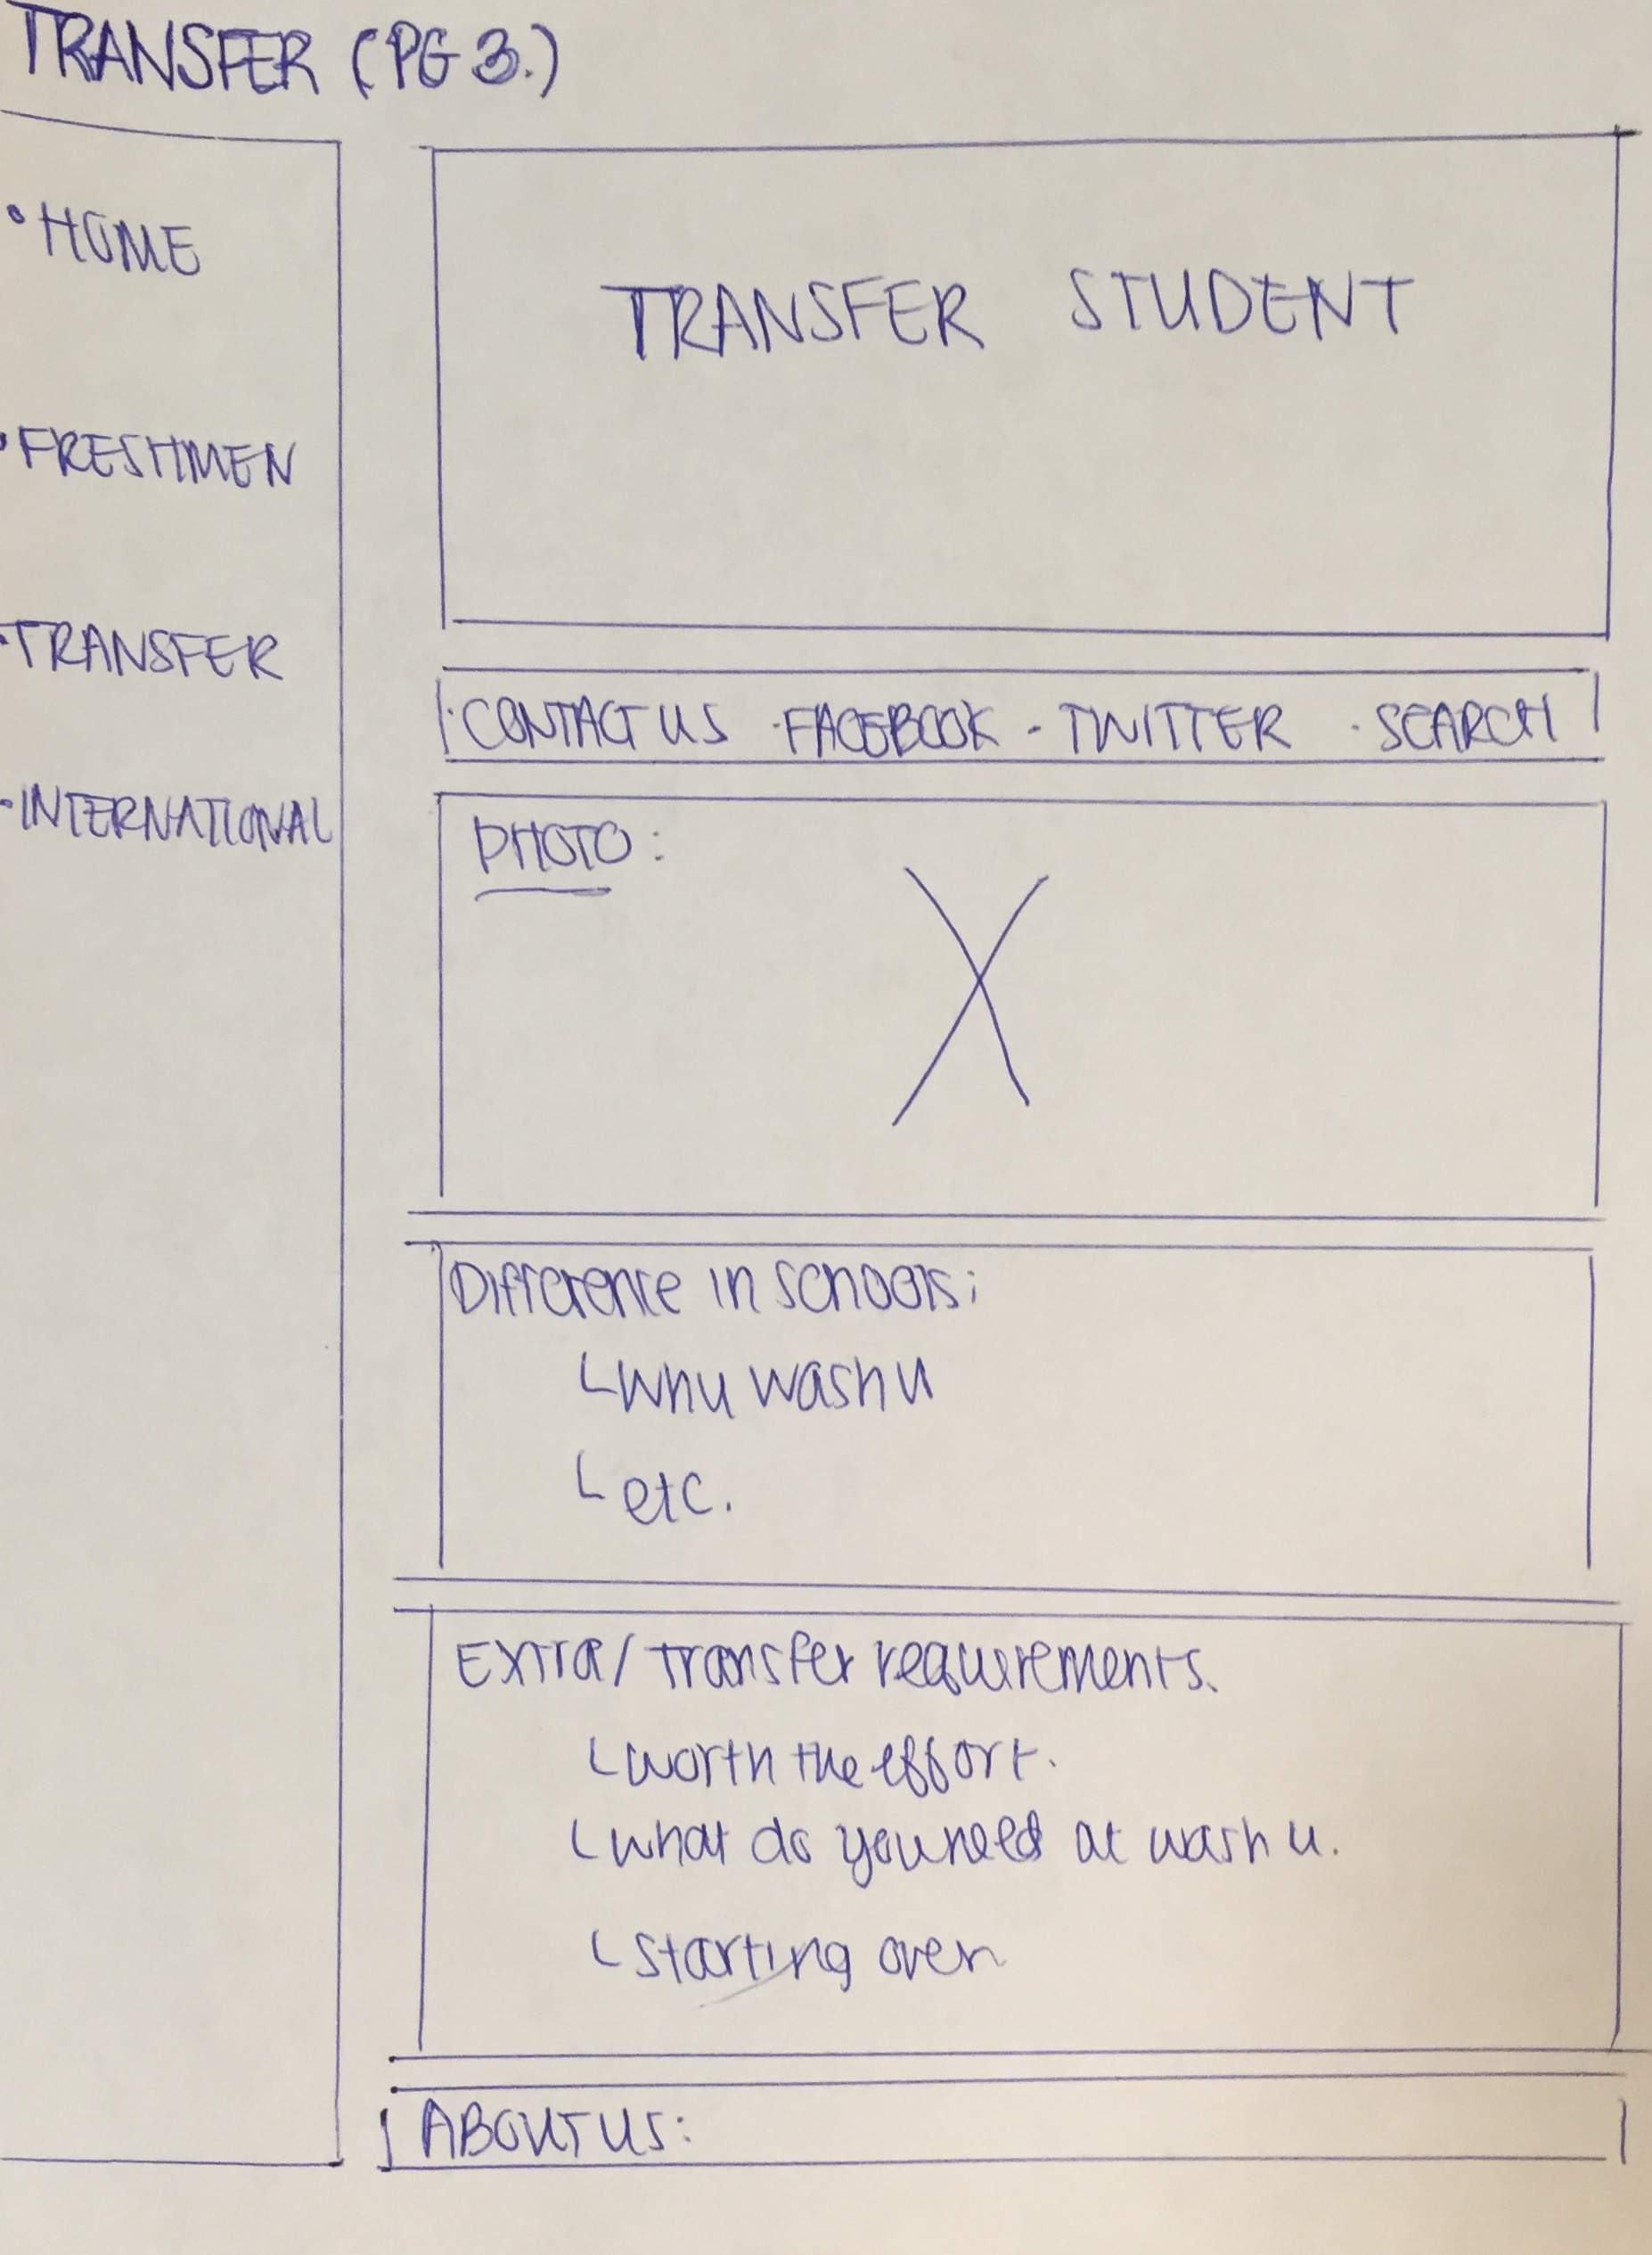 TRANSFER (PG 3.)
• HOME
• FRESHMEN
• TRANSFER
• INTERNATIONAL
TRANSFER STUDENT
• CONTACT US • FACEBOOK • TWITTER • SEARCH
PHOTO:
Difference in schools:
└ why wash u
└ etc.
Extra/transfer requirements.
└ worth the effort.
└ what do you need at wash u.
└ starting over
ABOUT US: